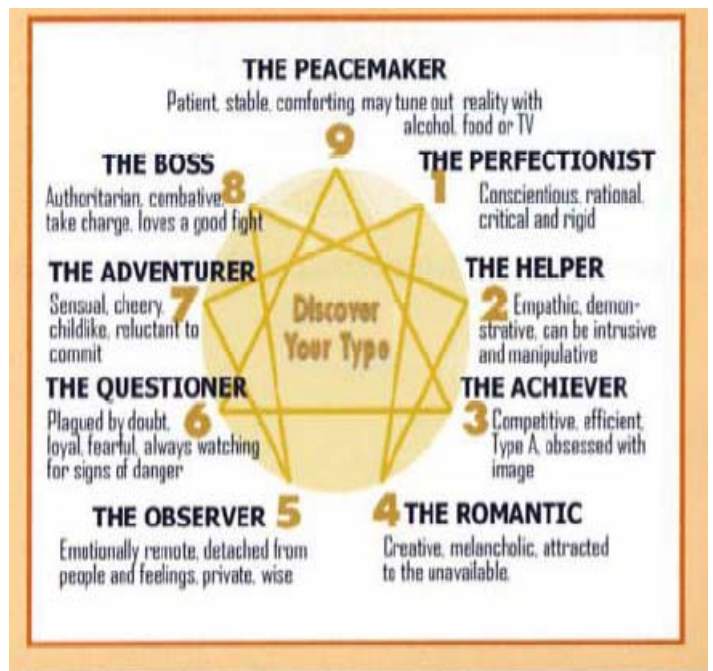 THE PEACEMAKER
Patient, stable, comforting, may tune out reality with
alcohol, food or TV
9
THE BOSS
8
Authoritarian, combative,
take charge, loves a good fight
THE PERFECTIONIST
1
Conscientious, rational,
critical and rigid
THE ADVENTURER
7
Sensual, cheery,
childlike, reluctant to
commit
THE HELPER
2 Empathic, demon-
strative, can be intrusive
and manipulative
Discover
Your Type
THE QUESTIONER
6
Plagued by doubt,
loyal, fearful, always watching
for signs of danger
THE ACHIEVER
3 Competitive, efficient,
Type A, obsessed with
image
THE OBSERVER 5
Emotionally remote, detached from
people and feelings, private, wise
4 THE ROMANTIC
Creative, melancholic, attracted
to the unavailable.